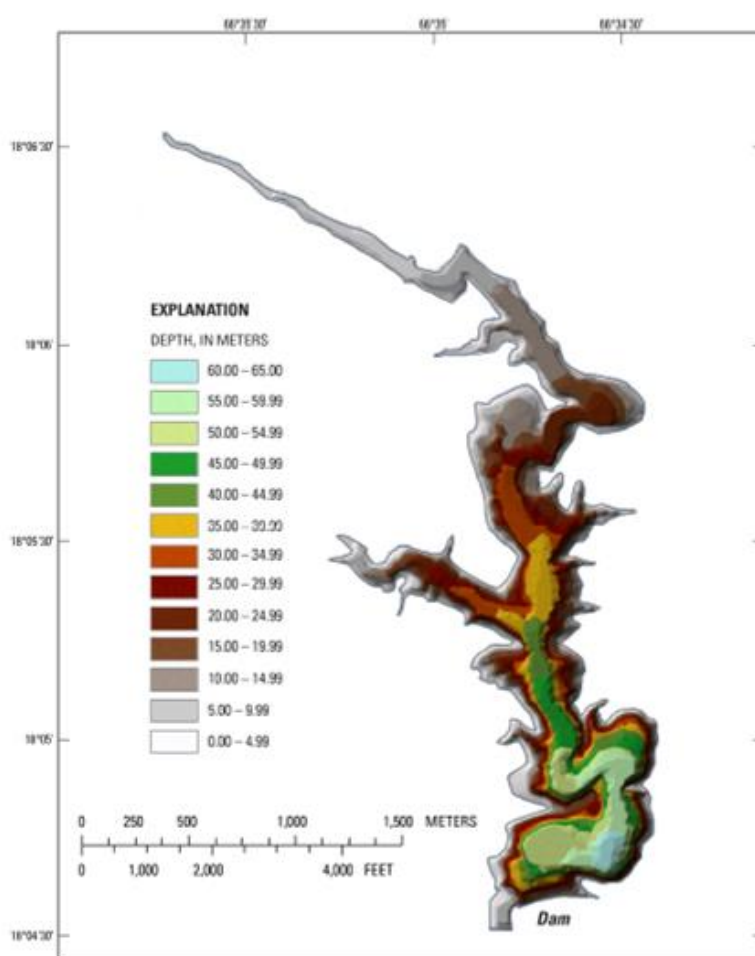 66°35'30' 66°35 66°34'30'
18°06'30'
EXPLANATION
DEPTH, IN METERS
18°06
60.00 – 65.00
55.00 – 59.99
50.00 – 54.99
45.00 – 49.99
40.00 – 44.99
35.00 – 39.99
18°05'30'
30.00 – 34.99
25.00 – 29.99
20.00 – 24.99
15.00 – 19.99
10.00 – 14.99
5.00 – 9.99
18°05'
0.00 – 4.99
0 250 500 1,000 1,500 METERS
0 1,000 2,000 4,000 FEET
Dam
18°04'30'